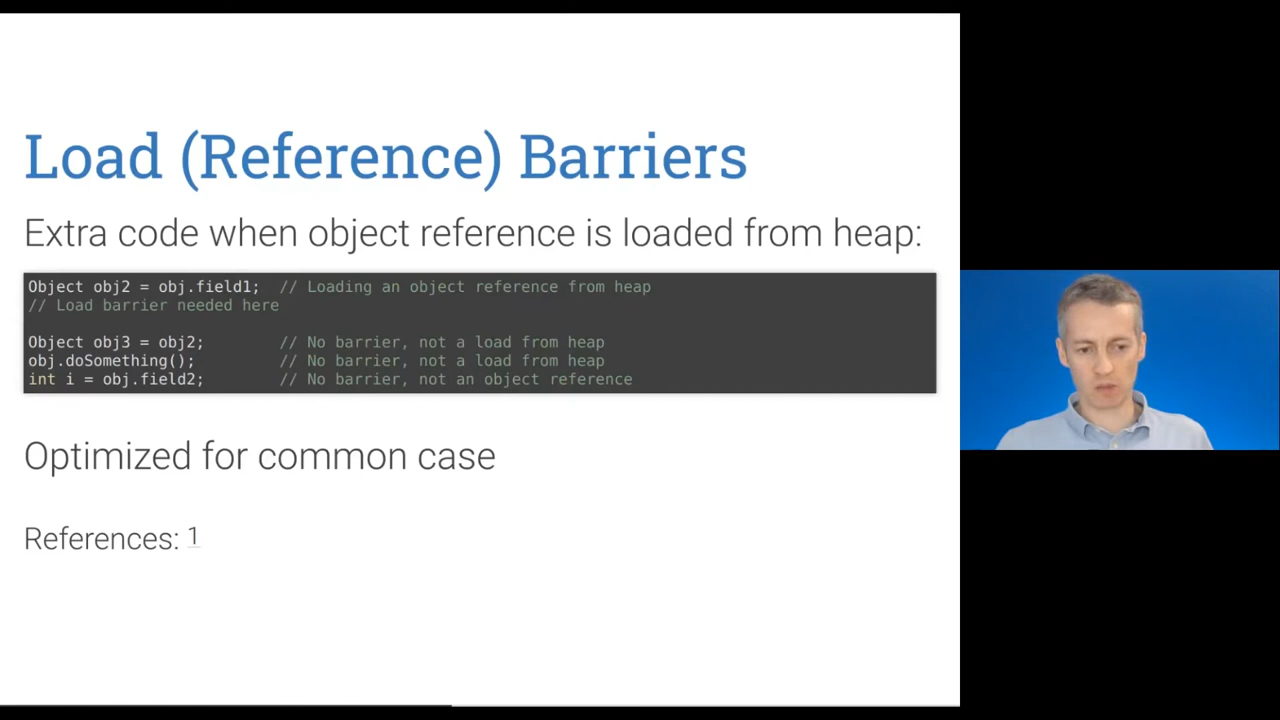 Load (Reference) Barriers
Extra code when object reference is loaded from heap:
Object obj2 = obj.field1;  // Loading an object reference from heap
// Load barrier needed here
Object obj3 = obj2;        // No barrier, not a load from heap
obj.doSomething();         // No barrier, not a load from heap
int i = obj.field2;        // No barrier, not an object reference
Optimized for common case
References: 1